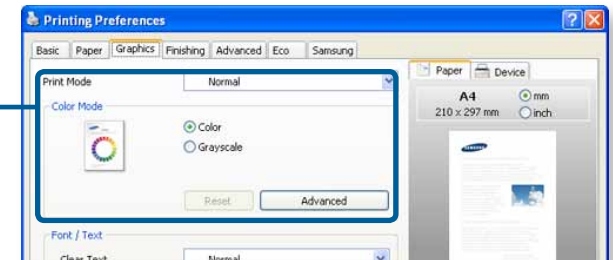 Printing Preferences
Basic Paper Graphics Finishing Advanced Eco Samsung
Print Mode Normal
Color Mode
Color
Grayscale
Reset Advanced
Font / Text
Clear Text Normal
Paper Device
A4 mm
210 x 297 mm inch
SAMSUNG